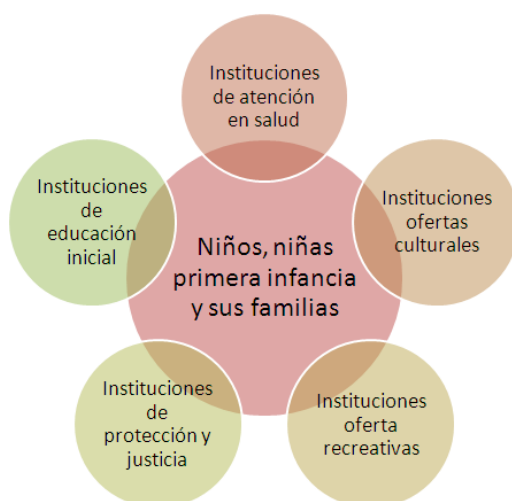 Instituciones
de atención
en salud
Instituciones
de
educación
inicial
Instituciones
ofertas
culturales
Niños, niñas
primera infancia
y sus familias
Instituciones
de
protección y
justicia
Instituciones
oferta
recreativas